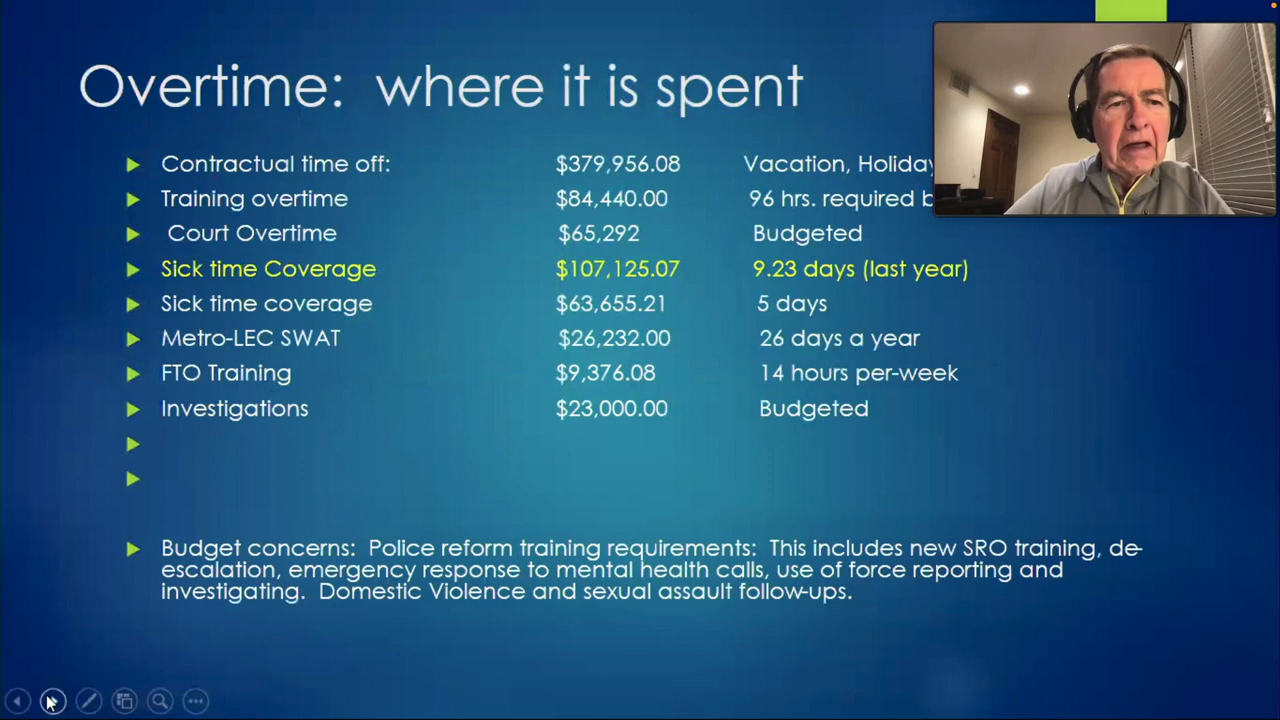 Overtime: where it is spent
Contractual time off: $379,956.08 Vacation, Holiday
Training overtime $84,440.00 96 hrs. required
Court Overtime $65,292 Budgeted
Sick time Coverage $107,125.07 9.23 days (last year)
Sick time coverage $63,655.21 5 days
Metro-LEC SWAT $26,232.00 26 days a year
FTO Training $9,376.08 14 hours per-week
Investigations $23,000.00 Budgeted
Budget concerns: Police reform training requirements: This includes new SRO training, de-
escalation, emergency response to mental health calls, use of force reporting and
investigating. Domestic Violence and sexual assault follow-ups.